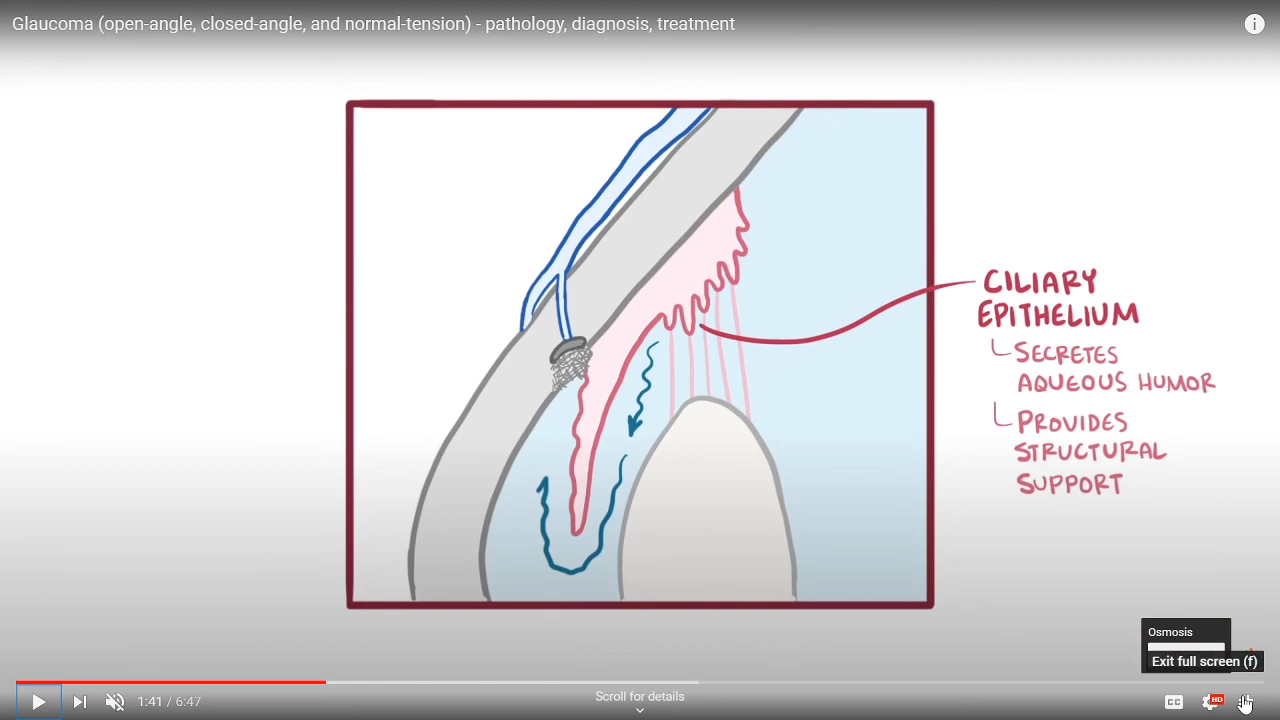 Glaucoma (open-angle, closed-angle, and normal-tension) - pathology, diagnosis, treatment
CILIARY
EPITHELIUM
SECRETES
AQUEOUS HUMOR
PROVIDES
STRUCTURAL
SUPPORT
Osmosis
Exit full screen (f)
1:41 / 6:47
Scroll for details
CC
HD